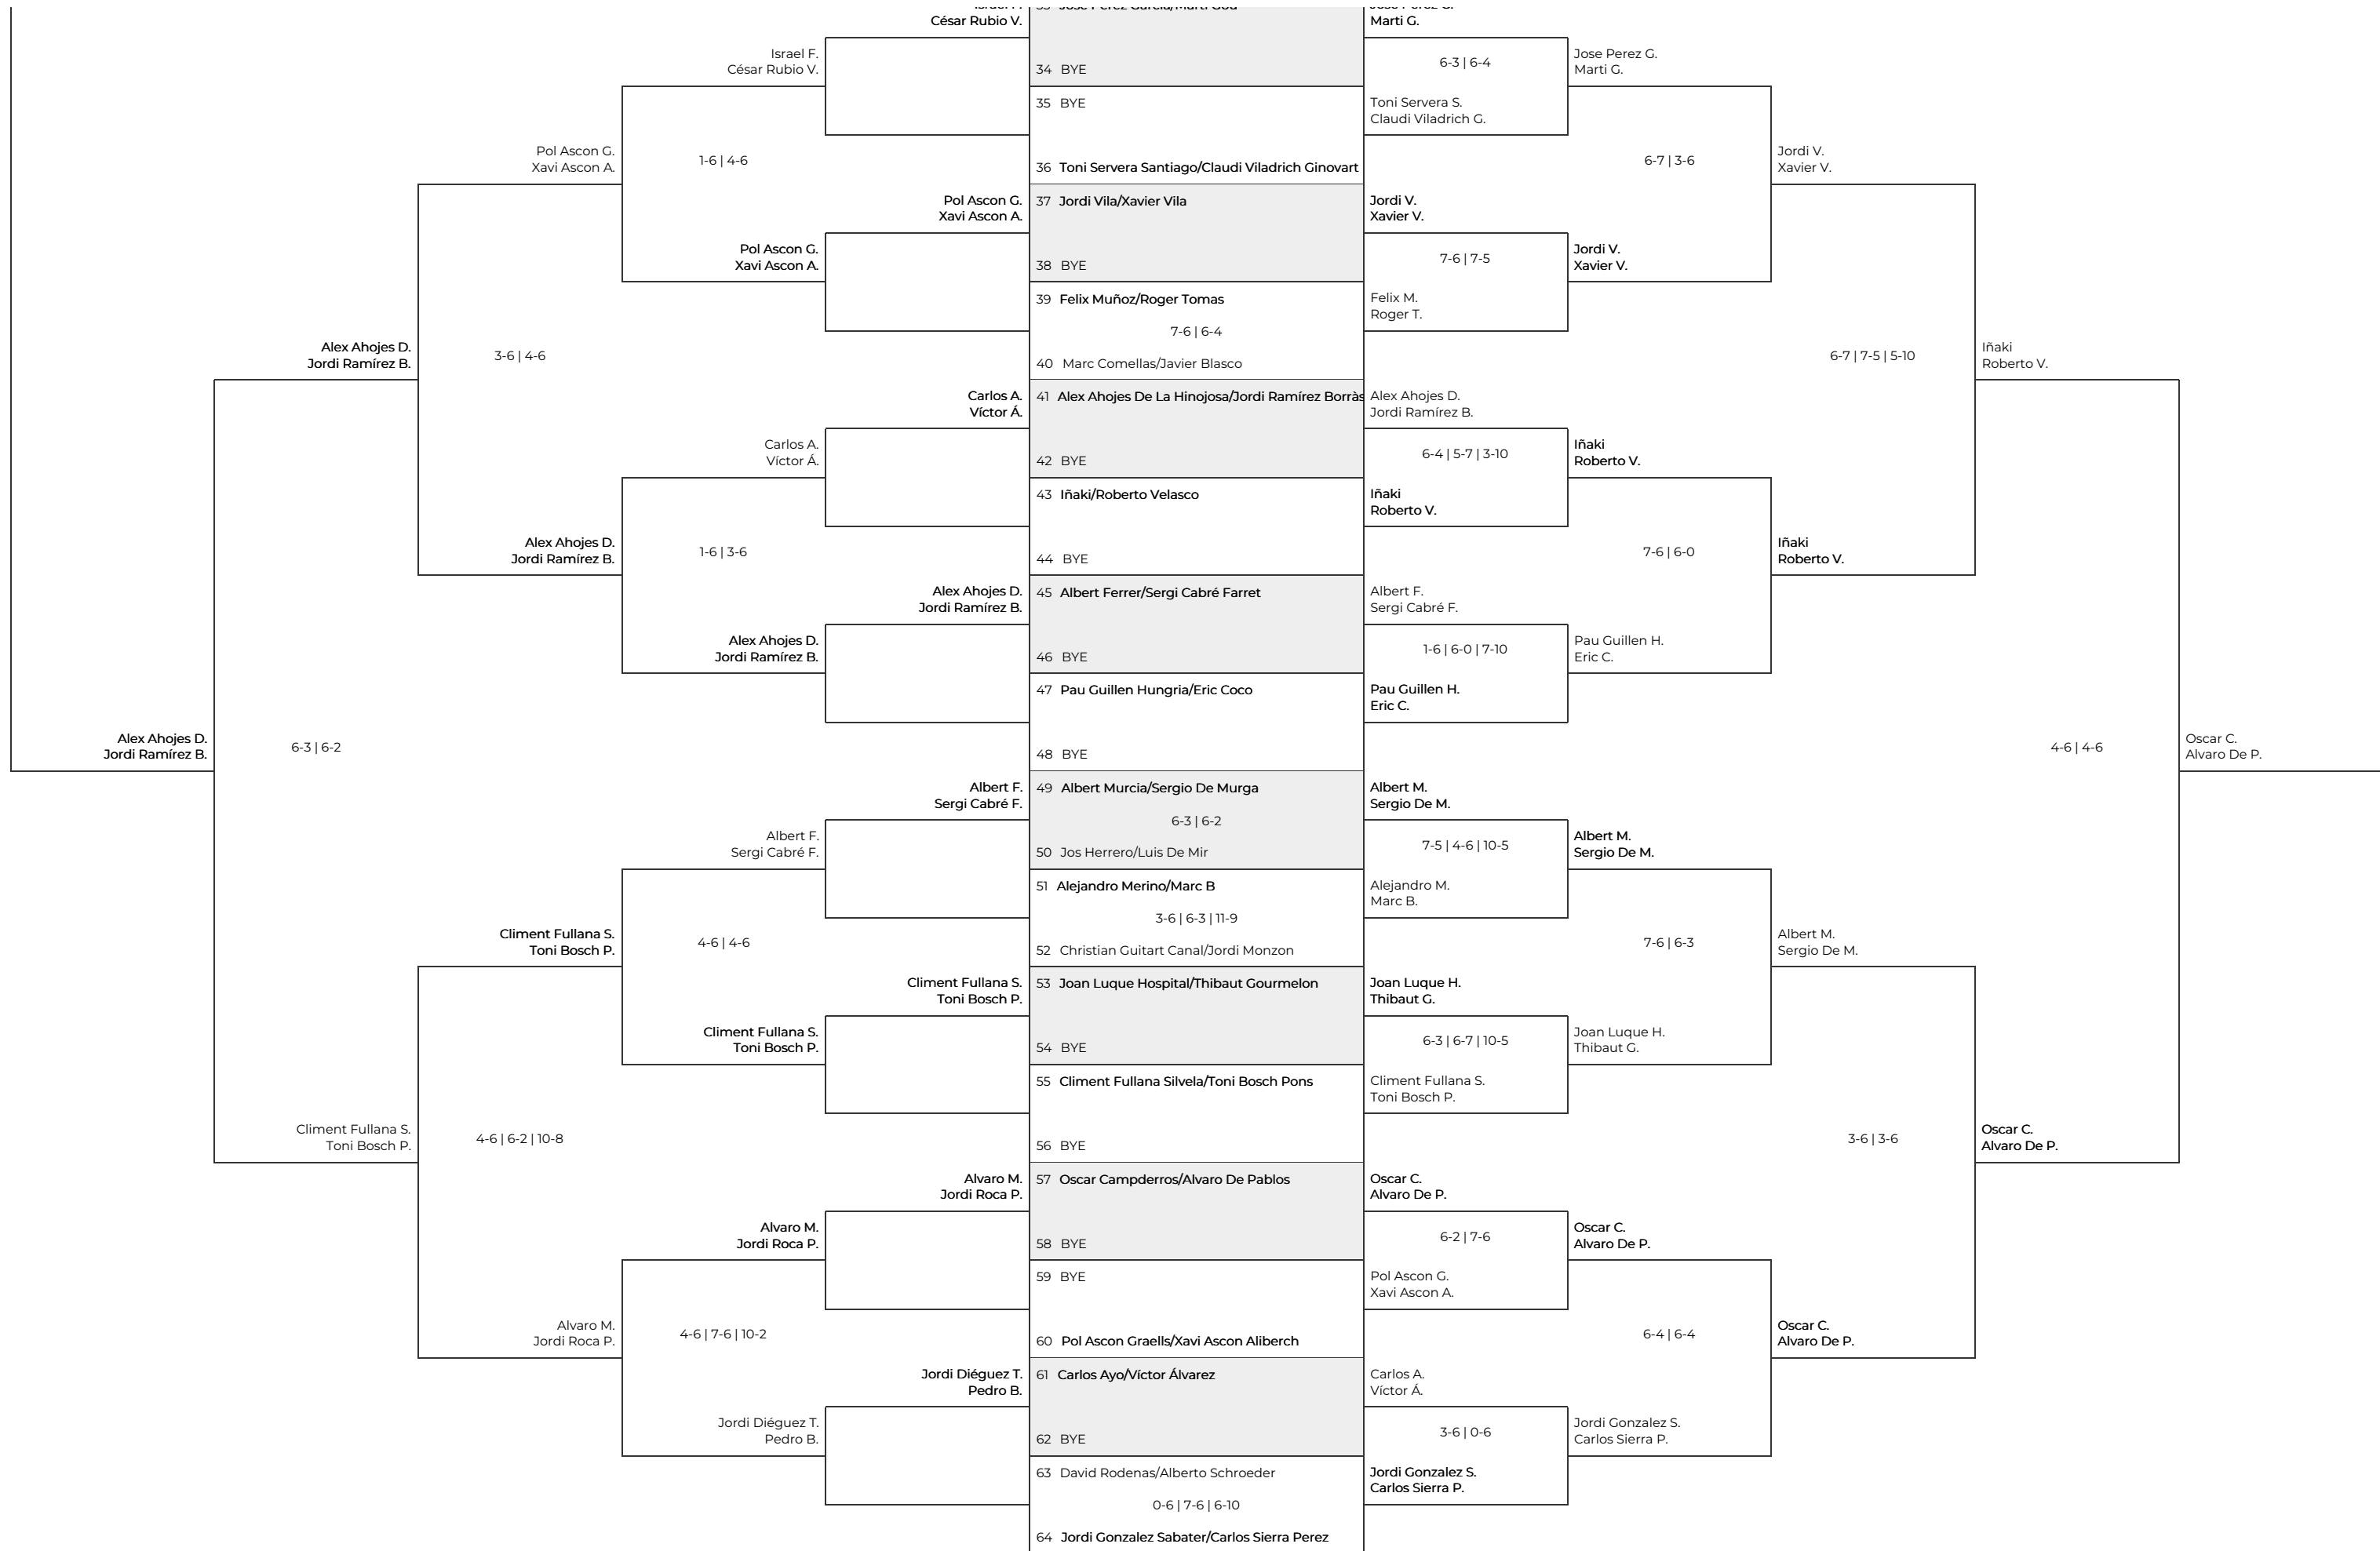 Alex Ahojes D.
Jordi Ramírez B.
6-3 | 6-2
Alex Ahojes D.
Jordi Ramírez B.
Climent Fullana S.
Toni Bosch P.
3-6 | 4-6
4-6 | 6-2 | 10-8
Pol Ascon G.
Xavi Ascon A.
Alex Ahojes D.
Jordi Ramírez B.
Climent Fullana S.
Toni Bosch P.
Alvaro M.
Jordi Roca P.
1-6 | 4-6
1-6 | 3-6
4-6 | 4-6
4-6 | 7-6 | 10-2
Israel F.
César Rubio V.
Pol Ascon G.
Xavi Ascon A.
Carlos A.
Víctor Á.
Alex Ahojes D.
Jordi Ramírez B.
Albert F.
Sergi Cabré F.
Climent Fullana S.
Toni Bosch P.
Alvaro M.
Jordi Roca P.
Jordi Diéguez T.
Pedro B.
César Rubio V.
Pol Ascon G.
Xavi Ascon A.
Carlos A.
Víctor Á.
Alex Ahojes D.
Jordi Ramírez B.
Albert F.
Sergi Cabré F.
Climent Fullana S.
Toni Bosch P.
Alvaro M.
Jordi Roca P.
Jordi Diéguez T.
Pedro B.
34 BYE
35 BYE
36 Toni Servera Santiago/Claudi Viladrich Ginovart
37 Jordi Vila/Xavier Vila
38 BYE
39 Felix Muñoz/Roger Tomas
7-6 | 6-4
40 Marc Comellas/Javier Blasco
41 Alex Ahojes De La Hinojosa/Jordi Ramírez Borràs
42 BYE
43 Iñaki/Roberto Velasco
44 BYE
45 Albert Ferrer/Sergi Cabré Farret
46 BYE
47 Pau Guillen Hungria/Eric Coco
48 BYE
49 Albert Murcia/Sergio De Murga
6-3 | 6-2
50 Jos Herrero/Luis De Mir
51 Alejandro Merino/Marc B
3-6 | 6-3 | 11-9
52 Christian Guitart Canal/Jordi Monzon
53 Joan Luque Hospital/Thibaut Gourmelon
54 BYE
55 Climent Fullana Silvela/Toni Bosch Pons
56 BYE
57 Oscar Campderros/Alvaro De Pablos
58 BYE
59 BYE
60 Pol Ascon Graells/Xavi Ascon Aliberch
61 Carlos Ayo/Víctor Álvarez
62 BYE
63 David Rodenas/Alberto Schroeder
0-6 | 7-6 | 6-10
64 Jordi Gonzalez Sabater/Carlos Sierra Perez
Marti G.
6-3 | 6-4
Toni Servera S.
Claudi Viladrich G.
Jordi V.
Xavier V.
7-6 | 7-5
Felix M.
Roger T.
Alex Ahojes D.
Jordi Ramírez B.
6-4 | 5-7 | 3-10
Iñaki
Roberto V.
Albert F.
Sergi Cabré F.
1-6 | 6-0 | 7-10
Pau Guillen H.
Eric C.
Albert M.
Sergio De M.
7-5 | 4-6 | 10-5
Alejandro M.
Marc B.
Joan Luque H.
Thibaut G.
6-3 | 6-7 | 10-5
Climent Fullana S.
Toni Bosch P.
Oscar C.
Alvaro De P.
6-2 | 7-6
Pol Ascon G.
Xavi Ascon A.
Carlos A.
Víctor Á.
3-6 | 0-6
Jordi Gonzalez S.
Carlos Sierra P.
Jose Perez G.
Marti G.
6-7 | 3-6
Jordi V.
Xavier V.
Iñaki
Roberto V.
7-6 | 6-0
Pau Guillen H.
Eric C.
Albert M.
Sergio De M.
7-6 | 6-3
Joan Luque H.
Thibaut G.
Oscar C.
Alvaro De P.
6-4 | 6-4
Jordi Gonzalez S.
Carlos Sierra P.
Jordi V.
Xavier V.
6-7 | 7-5 | 5-10
Iñaki
Roberto V.
Albert M.
Sergio De M.
3-6 | 3-6
Oscar C.
Alvaro De P.
Iñaki
Roberto V.
4-6 | 4-6
Oscar C.
Alvaro De P.
Oscar C.
Alvaro De P.